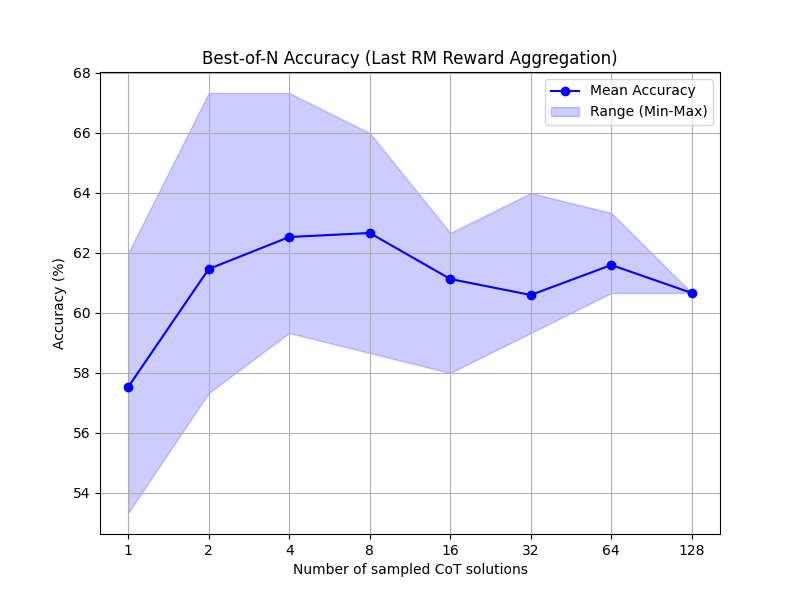 Best-of-N Accuracy (Last RM Reward Aggregation)
Mean Accuracy
Range (Min-Max)
Accuracy (%)
68
66
64
62
60
58
56
54
1 2 4 8 16 32 64 128
Number of sampled CoT solutions